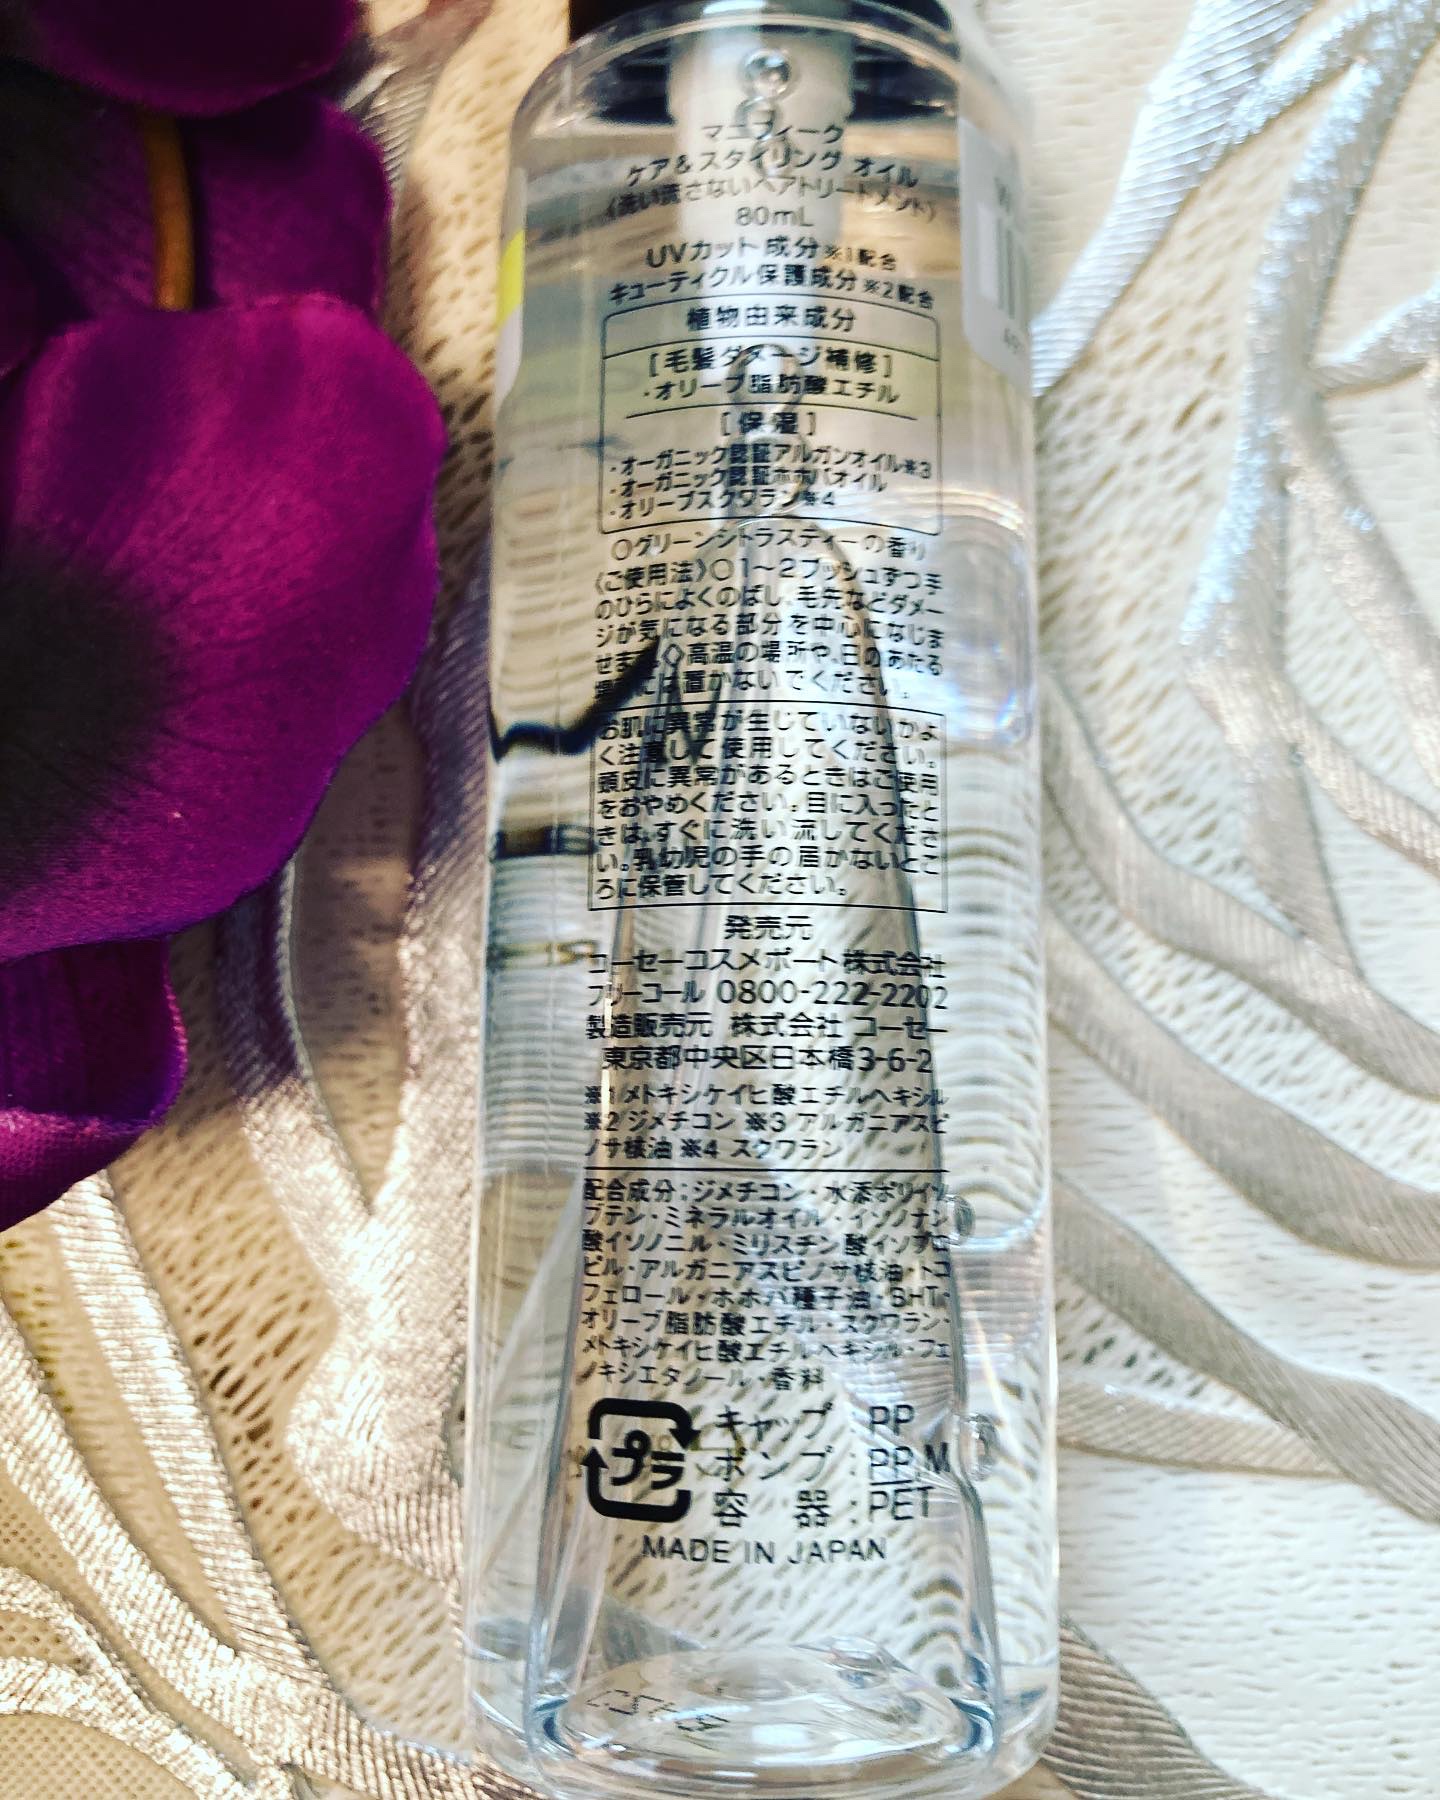 マニフィーク
ケア&スタイリング オイル
〈洗い流さないヘアトリートメント〉
80mL
UVカット成分※1配合
キューティクル保護成分※2配合
植物由来成分
[毛髪ダメージ補修]
・オリーブ脂肪酸エチル
[保湿]
・オーガニック認証アルガンオイル※3
・オーガニック認証ホホバオイル
・オリーブスクワラン※4
○グリーンシトラスティーの香り
〈ご使用法〉○1～2プッシュずつ手
のひらによくのばし、毛先などダメー
ジが気になる部分を中心になじま
せます。◇高温の場所や、日のあたる
場所には置かないでください。
お肌に異常が生じていないかよ
く注意して使用してください。
頭皮に異常があるときはご使用
をおやめください。目に入ったと
きは、すぐに洗い流してくださ
い。乳幼児の手の届かないとこ
ろに保管してください。
発売元
コーセーコスメポート株式会社
フリーコール 0800-222-2202
製造販売元 株式会社 コーセー
東京都中央区日本橋3-6-2
※1 メトキシケイヒ酸エチルヘキシル
※2 ジメチコン ※3 アルガニアスピ
ノサ核油 ※4 スクワラン
配合成分:ジメチコン・水添ポリイソ
ブテン・ミネラルオイル・イソノナン
酸イソノニル・ミリスチン酸イソプロ
ピル・アルガニアスピノサ核油・トコ
フェロール・ホホバ種子油・BHT・
オリーブ脂肪酸エチル・スクワラン・
メトキシケイヒ酸エチルヘキシル・フェ
ノキシエタノール・香料
プラ
キャップ:PP
ポンプ:PP,M
容 器:PET
MADE IN JAPAN